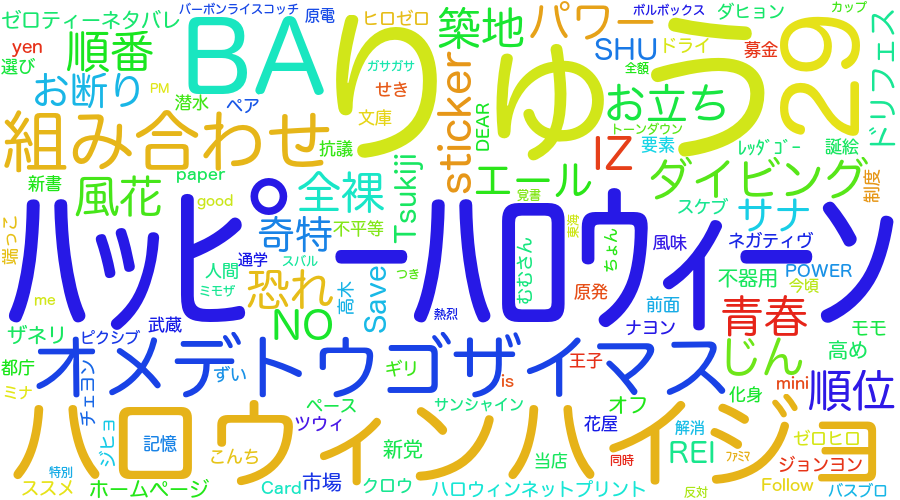 バーボンライスコッチ
原電
ヒロゼロ
ボルボックス
ダヒョン
カップ
ゼロティーネタバレ
BA
りゅう
築地
パワー
29
ドリフェス
yen
順番
ガサガサ
SHU
ドライ
募金
選び
お断り
PM
せき
sticker
全額
潜水
ペア
文庫
DEAR
お立ち
組み合わせ
抗議
トーンダウン
IZ
要素
ﾚｯﾀﾞｺﾞｰ
誕絵
新書
paper
Tsukiji
エール
ダイビング
制度
風花
good
全裸
覚書
スケブ
サナ
端っこ
奇特
不平等
東海
ハッピーハロウィーン
むむさん
ちょん
風味
ネガティヴ
通学
スバル
人間
つき
恐れ
Save
不器用
POWER
me
ミモザ
高木
原発
前面
今頃
ザネリ
ピクシブ
武蔵
NO
熱烈
ナヨン
青春
モモ
都庁
オメデトウゴザイマス
じん
高め
チェヨン
ずい
ギリ
王子
ミナ
is
mini
化身
順位
ハロウィンハイジョ
ペース
サンシャイン
オフ
ツウィ
花屋
ジヒョ
記憶
解消
新党
REI
ゼロヒロ
こんち
当店
同時
ﾌｧﾐﾏ
ジョンヨン
特別
ススメ
ホームページ
Card
市場
クロウ
ハロウィンネットプリント
反対
Follow
バスブロ